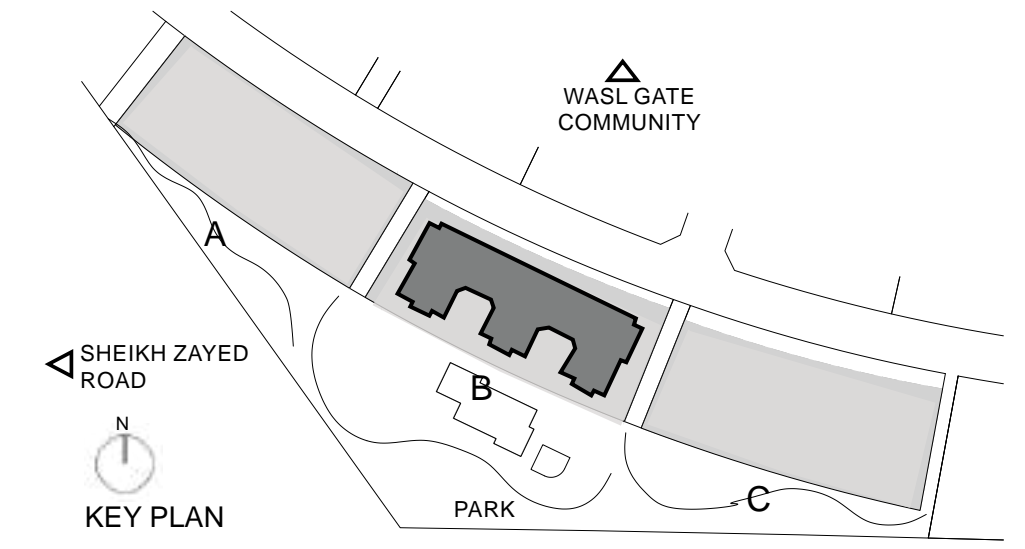 WASL GATE
COMMUNITY
A
SHEIKH ZAYED
ROAD
B
N
KEY PLAN
PARK
C